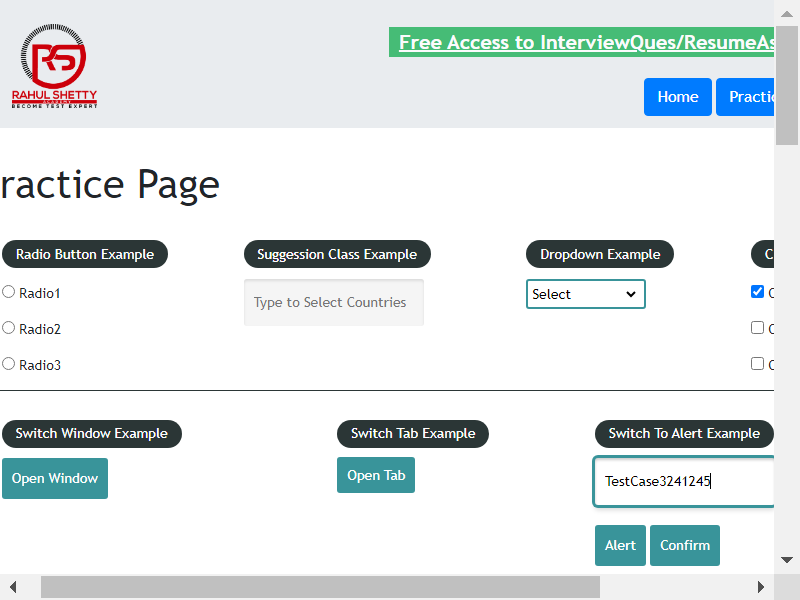 Free Access to InterviewQues/ResumeAs
RAHUL SHETTY
ACADEMY
BECOME TEST EXPERT
Home
Practic
ractice Page
Radio Button Example
Suggession Class Example
Dropdown Example
C
Radio1
Type to Select Countries
Select
Radio2
Radio3
Switch Window Example
Switch Tab Example
Switch To Alert Example
Open Window
Open Tab
TestCase3241245
Alert
Confirm